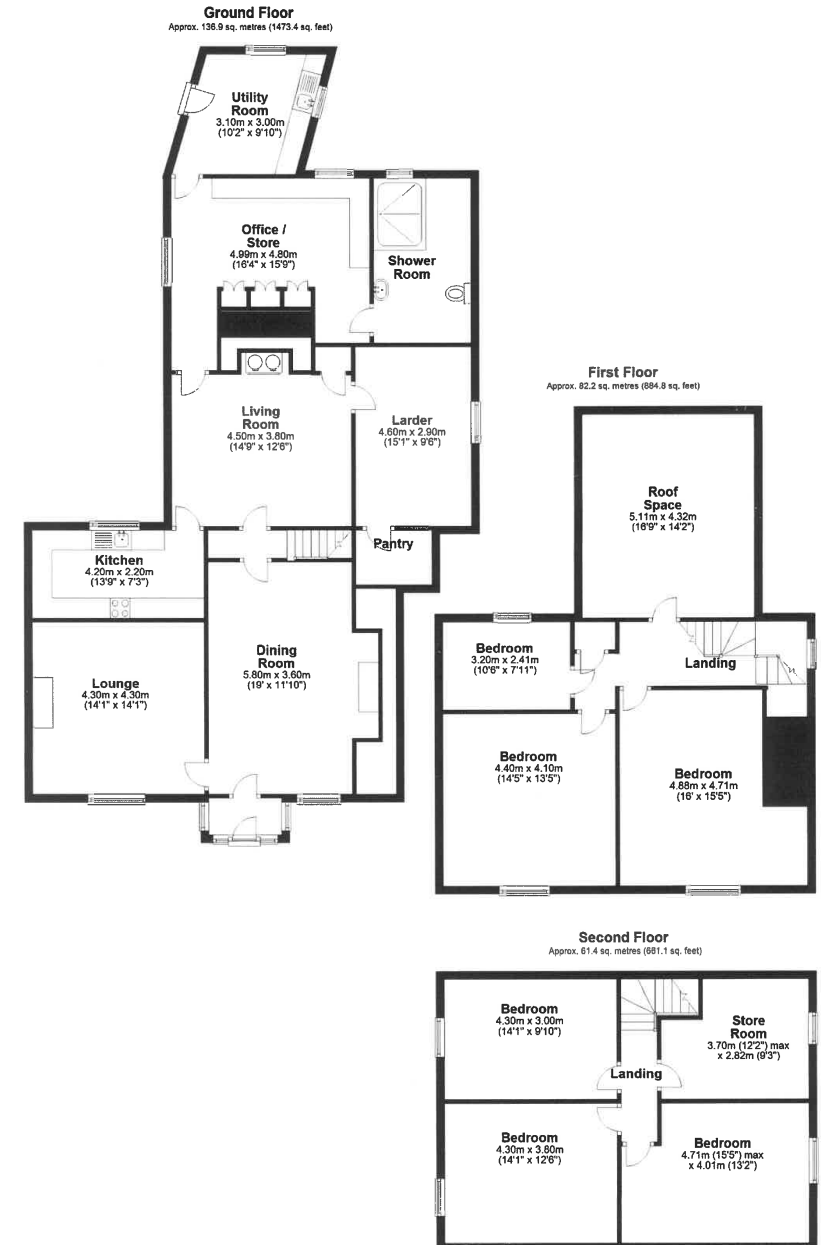 Ground Floor
Approx. 136.9 sq. metres (1473.4 sq. feet)
Utility
Room
3.10m x 3.00m
(10'2" x 9'10")
Office /
Store
4.99m x 4.80m
(16'4" x 15'9")
Shower
Room
Living
Room
4.50m x 3.80m
(14'9" x 12'6")
Larder
4.60m x 2.90m
(15'1" x 9'6")
Kitchen
4.20m x 2.20m
(13'9" x 7'3")
Pantry
Dining
Room
5.80m x 3.60m
(19' x 11'10")
Lounge
4.30m x 4.30m
(14'1" x 14'1")
First Floor
Approx. 82.2 sq. metres (884.8 sq. feet)
Roof
Space
5.11m x 4.32m
(16'9" x 14'2")
Bedroom
3.20m x 2.41m
(10'6" x 7'11")
Landing
Bedroom
4.40m x 4.10m
(14'5" x 13'5")
Bedroom
4.88m x 4.71m
(16' x 15'5")
Second Floor
Approx. 61.4 sq. metres (661.1 sq. feet)
Bedroom
4.30m x 3.00m
(14'1" x 9'10")
Store
Room
3.70m (12'2") max
x 2.82m (9'3")
Landing
Bedroom
4.30m x 3.80m
(14'1" x 12'6")
Bedroom
4.71m (15'5") max
x 4.01m (13'2")